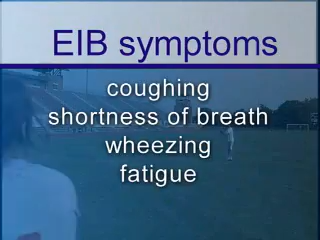 EIB symptoms
coughing
shortness of breath
wheezing
fatigue